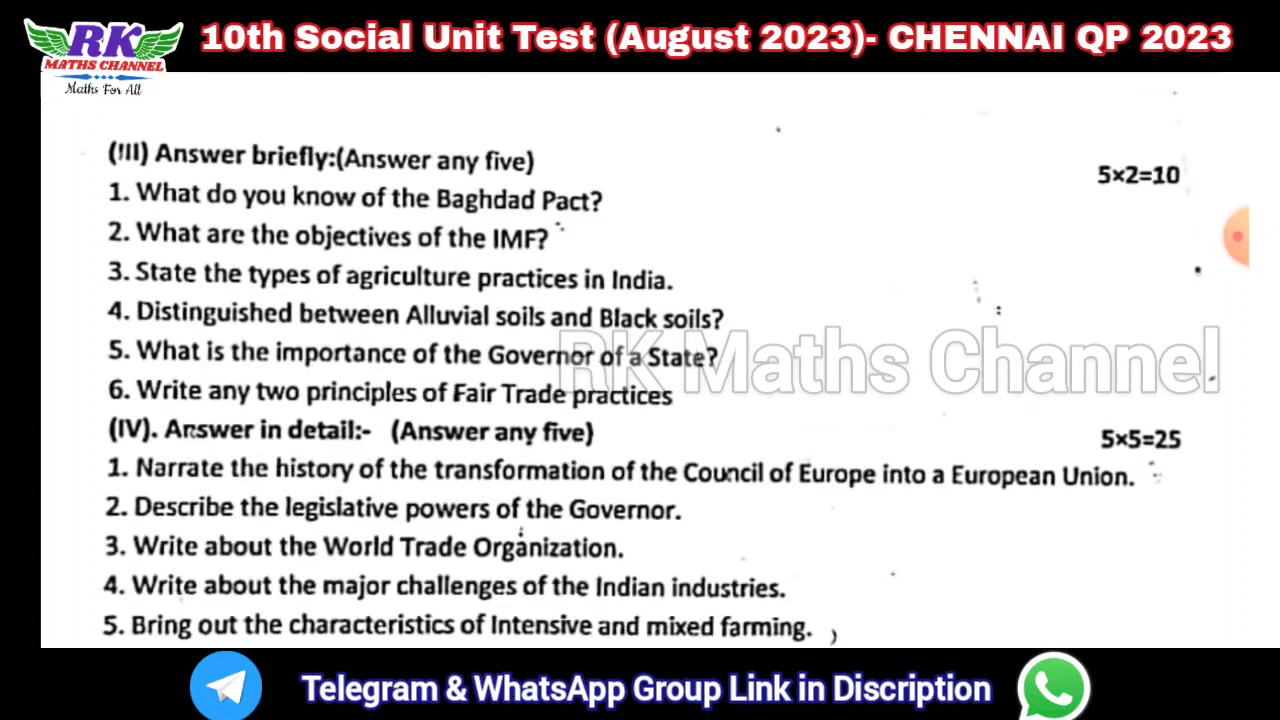 RK
MATHS CHANNEL
Maths For All
10th Social Unit Test (August 2023)- CHENNAI QP 2023
(III) Answer briefly:(Answer any five)
5×2=10
1. What do you know of the Baghdad Pact?
2. What are the objectives of the IMF?
3. State the types of agriculture practices in India.
4. Distinguished between Alluvial soils and Black soils?
5. What is the importance of the Governor of a State?
6. Write any two principles of Fair Trade practices
RK Maths Channel
(IV). Answer in detail:- (Answer any five)
5×5=25
1. Narrate the history of the transformation of the Council of Europe into a European Union.
2. Describe the legislative powers of the Governor.
3. Write about the World Trade Organization.
4. Write about the major challenges of the Indian industries.
5. Bring out the characteristics of Intensive and mixed farming.
Telegram & WhatsApp Group Link in Discription